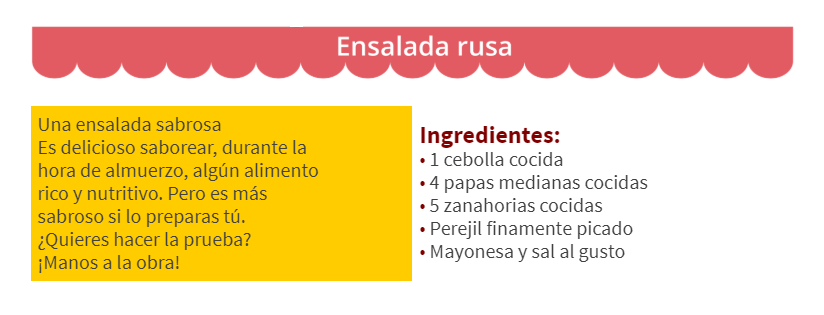 Ensalada rusa
Una ensalada sabrosa
Es delicioso saborear, durante la
hora de almuerzo, algún alimento
rico y nutritivo. Pero es más
sabroso si lo preparas tú.
¿Quieres hacer la prueba?
¡Manos a la obra!
Ingredientes:
• 1 cebolla cocida
• 4 papas medianas cocidas
• 5 zanahorias cocidas
• Perejil finamente picado
• Mayonesa y sal al gusto